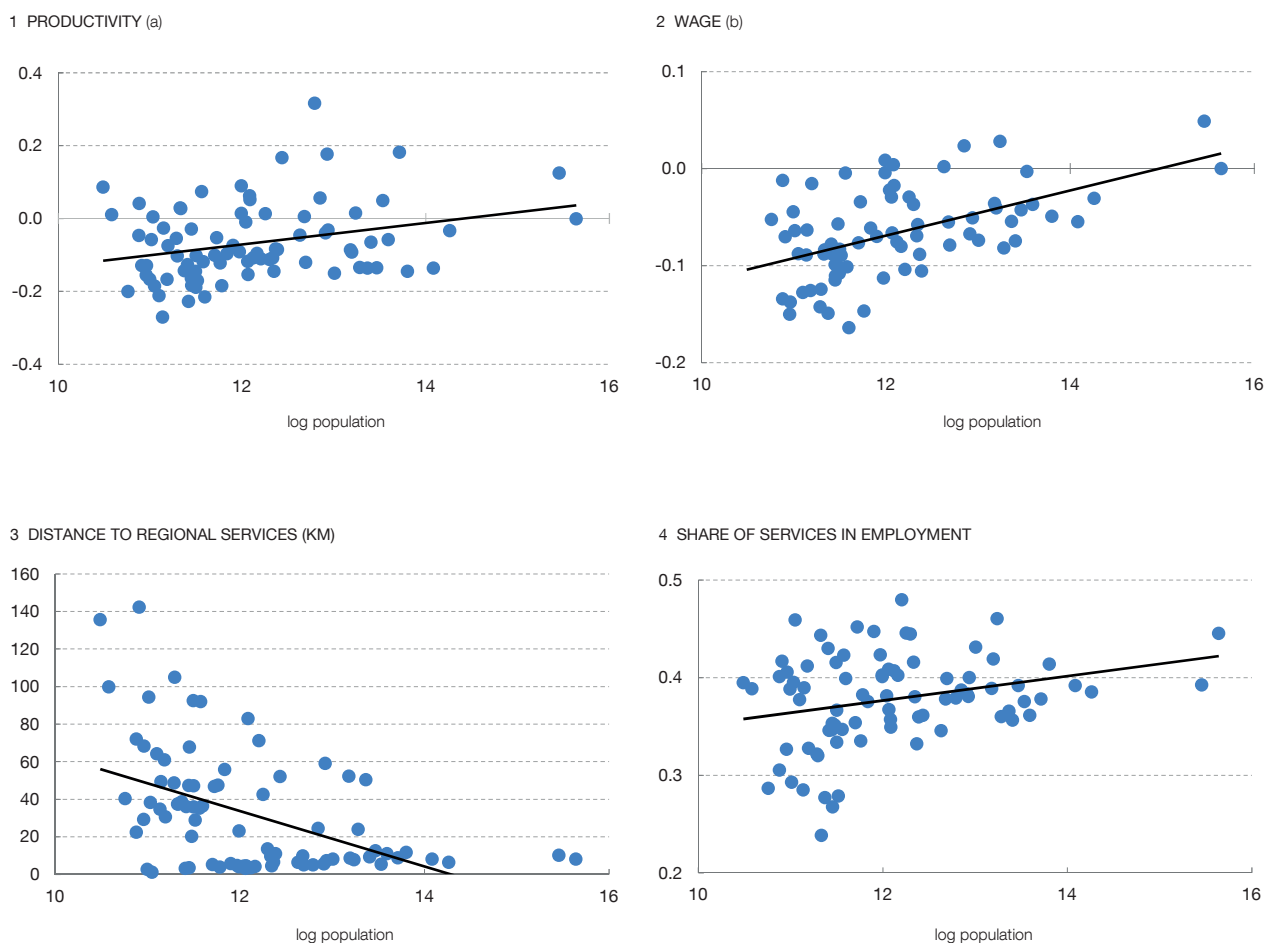 1 PRODUCTIVITY (a)
0.4
0.2
0.0
-0.2
-0.4
10 12 14 16
log population
2 WAGE (b)
0.1
0.0
-0.1
-0.2
10 12 14 16
log population
3 DISTANCE TO REGIONAL SERVICES (KM)
160
140
120
100
80
60
40
20
0
10 12 14 16
log population
4 SHARE OF SERVICES IN EMPLOYMENT
0.5
0.4
0.3
0.2
10 12 14 16
log population